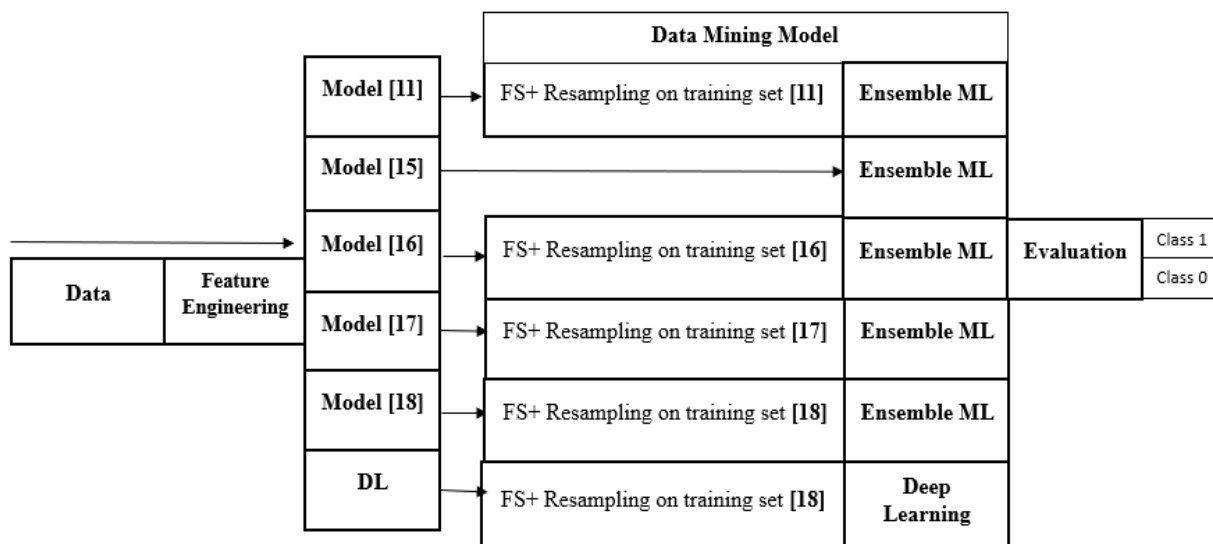 Data Mining Model
Model [11]
FS+ Resampling on training set [11]
Ensemble ML
Model [15]
Ensemble ML
Model [16]
FS+ Resampling on training set [16]
Ensemble ML
Evaluation
Class 1
Class 0
Data
Feature
Engineering
Model [17]
FS+ Resampling on training set [17]
Ensemble ML
Model [18]
FS+ Resampling on training set [18]
Ensemble ML
DL
FS+ Resampling on training set [18]
Deep
Learning